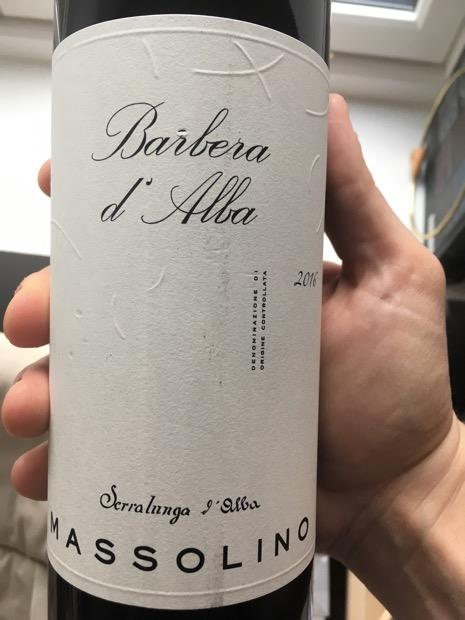 Barbera
d' Alba
2016
DENOMINAZIONE DI
ORIGINE CONTROLLATA
Serralunga d'Alba
MASSOLINO